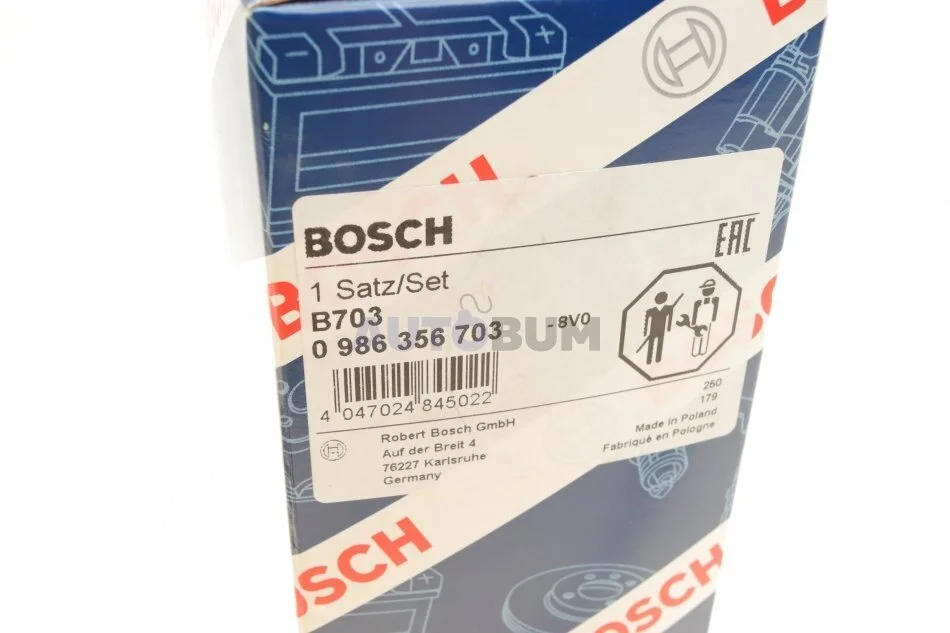 BOSCH
EAC
1 Satz/Set
B703
0 986 356 703
- 8V0
AUTOBUM
4 047024 845022
250
179
Robert Bosch GmbH
Auf der Breit 4
76227 Karlsruhe
Germany
Made in Poland
Fabriqué en Pologne
BOSCH
BOSCH